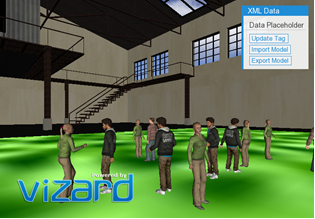 XML Data
Data Placeholder
Update Tag
Import Model
Export Model
Powered by
vizard